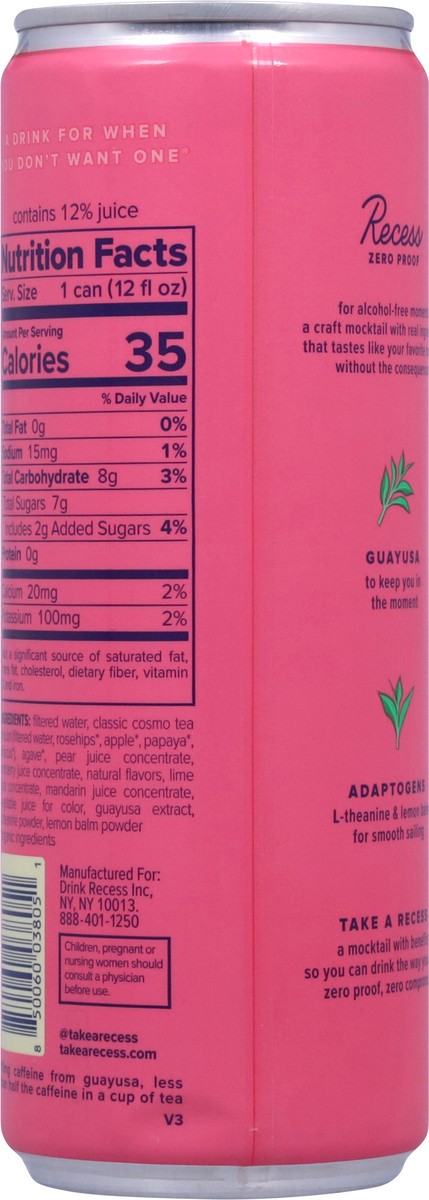 A DRINK FOR WHEN
YOU DON'T WANT ONE
contains 12% juice
Nutrition Facts
Serv. Size 1 can (12 fl oz)
Amount Per Serving
Calories 35
% Daily Value
Total Fat 0g 0%
Sodium 15mg 1%
Total Carbohydrate 8g 3%
Total Sugars 7g
Includes 2g Added Sugars 4%
Protein 0g
Calcium 20mg 2%
Potassium 100mg 2%
Not a significant source of saturated fat,
trans fat, cholesterol, dietary fiber, vitamin
and iron.
INGREDIENTS: filtered water, classic cosmo tea
filtered water, rosehips*, apple*, papaya*,
agave*, pear juice concentrate,
juice concentrate, natural flavors, lime
concentrate, mandarin juice concentrate,
juice for color, guayusa extract,
powder, lemon balm powder
ingredients
1
8 50060 03805
Manufactured For:
Drink Recess Inc,
NY, NY 10013.
888-401-1250
Children, pregnant or
nursing women should
consult a physician
before use.
@takearecess
takearecess.com
caffeine from guayusa, less
than half the caffeine in a cup of tea
V3
Recess
ZERO PROOF
for alcohol-free
a craft mocktail with real
that tastes like your favorite
without the
GUAYUSA
to keep you in
the moment
ADAPTOGENS
L-theanine & lemon
for smooth sailing
TAKE A RECESS
a mocktail with
so you can drink the way
zero proof, zero